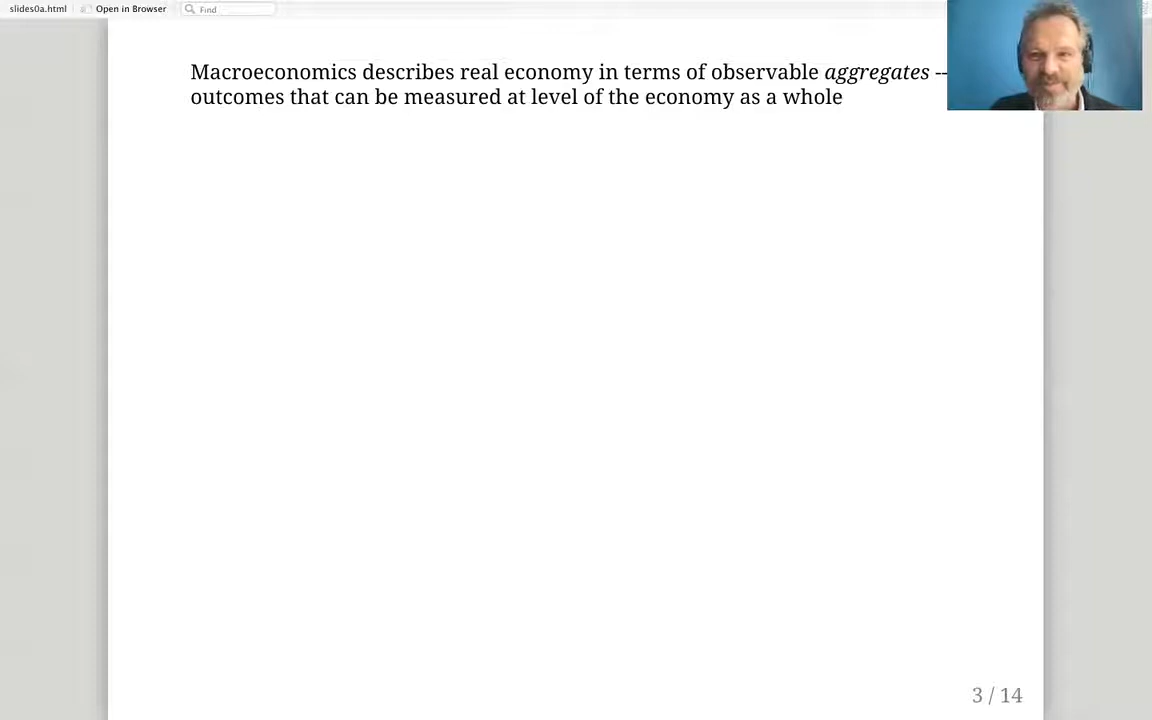 slides0a.html Open in Browser Find
Macroeconomics describes real economy in terms of observable aggregates --
outcomes that can be measured at level of the economy as a whole
3 / 14